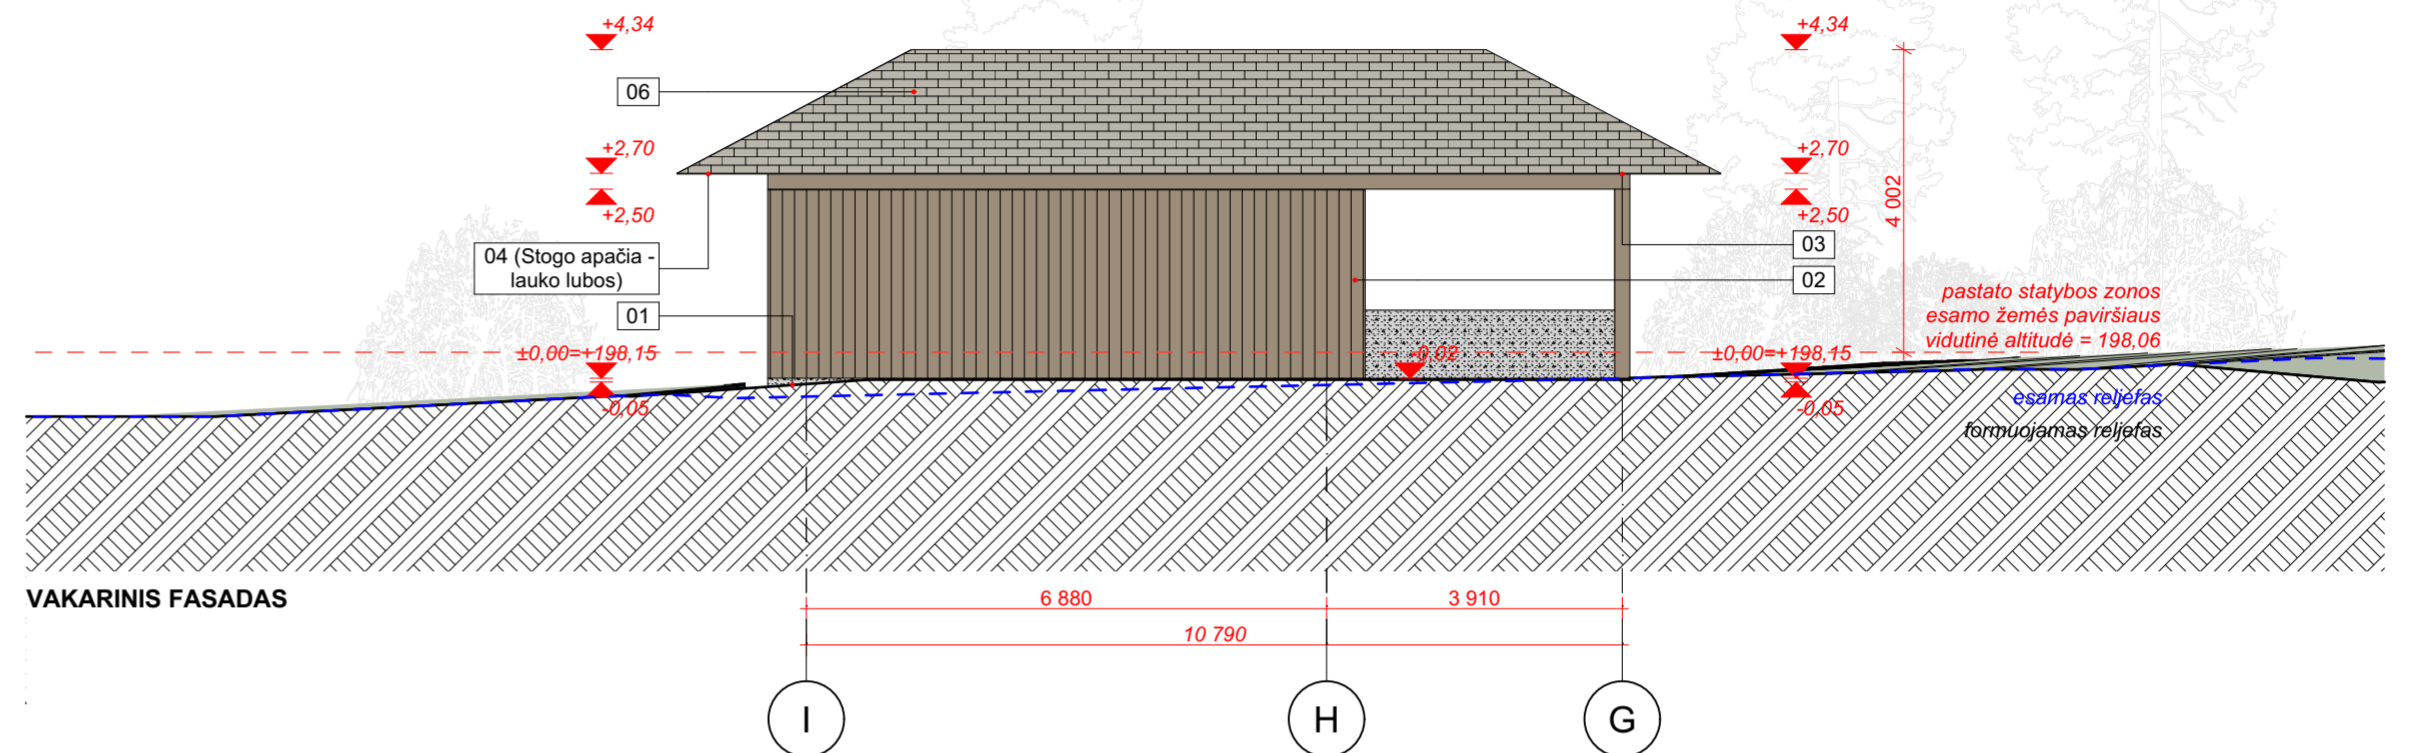 +4,34
+4,34
06
+2,70
+2,70
+2,50
+2,50
4 002
03
04 (Stogo apačia -
lauko lubos)
02
01
pastato statybos zonos
esamo žemės paviršiaus
vidutinė altitudė = 198,06
±0,00=+198,15
-0,02
±0,00=+198,15
-0,05
-0,05
esamas reljefas
formuojamas reljefas
VAKARINIS FASADAS
6 880
3 910
10 790
I
H
G